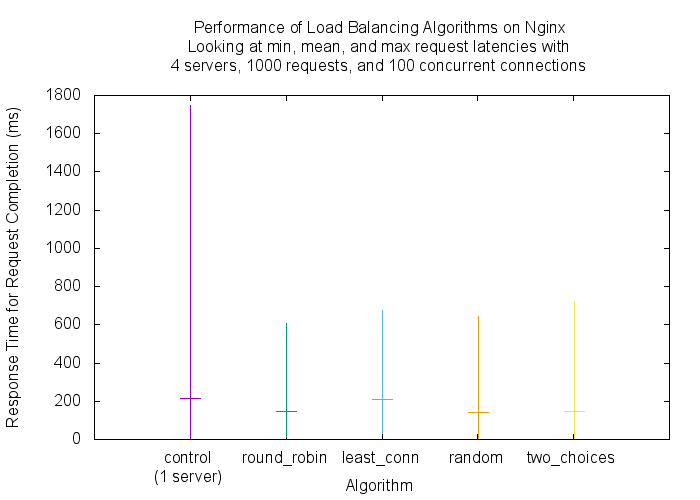 Performance of Load Balancing Algorithms on Nginx
Looking at min, mean, and max request latencies with
4 servers, 1000 requests, and 100 concurrent connections
Response Time for Request Completion (ms)
1800
1600
1400
1200
1000
800
600
400
200
0
control round_robin least_conn random two_choices
(1 server)
Algorithm